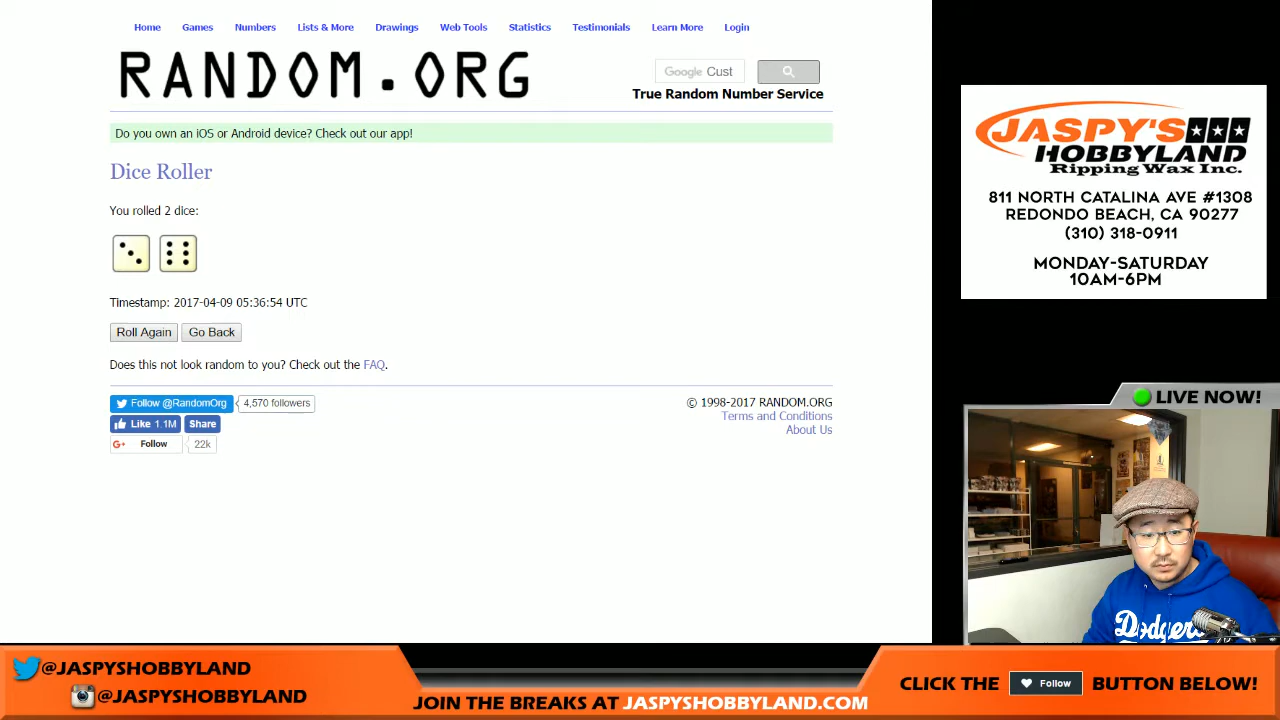 Home Games Numbers Lists & More Drawings Web Tools Statistics Testimonials Learn More Login
RANDOM.ORG
Google Cust
True Random Number Service
Do you own an iOS or Android device? Check out our app!
Dice Roller
You rolled 2 dice:
Timestamp: 2017-04-09 05:36:54 UTC
Roll Again Go Back
Does this not look random to you? Check out the FAQ.
Follow @RandomOrg 4,570 followers
Like 1.1M Share
G+ Follow 22k
© 1998-2017 RANDOM.ORG
Terms and Conditions
About Us
JASPY'S
HOBBYLAND
Ripping Wax Inc.
811 NORTH CATALINA AVE #1308
REDONDO BEACH, CA 90277
(310) 318-0911
MONDAY-SATURDAY
10AM-6PM
LIVE NOW!
Dodgers
@JASPYSHOBBYLAND
@JASPYSHOBBYLAND
JOIN THE BREAKS AT JASPYSHOBBYLAND.COM
CLICK THE Follow BUTTON BELOW!